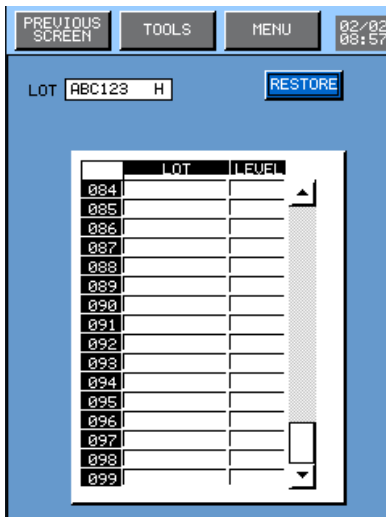 PREVIOUS
SCREEN
TOOLS
MENU
02/02
08:57
LOT ABC123 H
RESTORE
LOT LEVEL
084
085
086
087
088
089
090
091
092
093
094
095
096
097
098
099